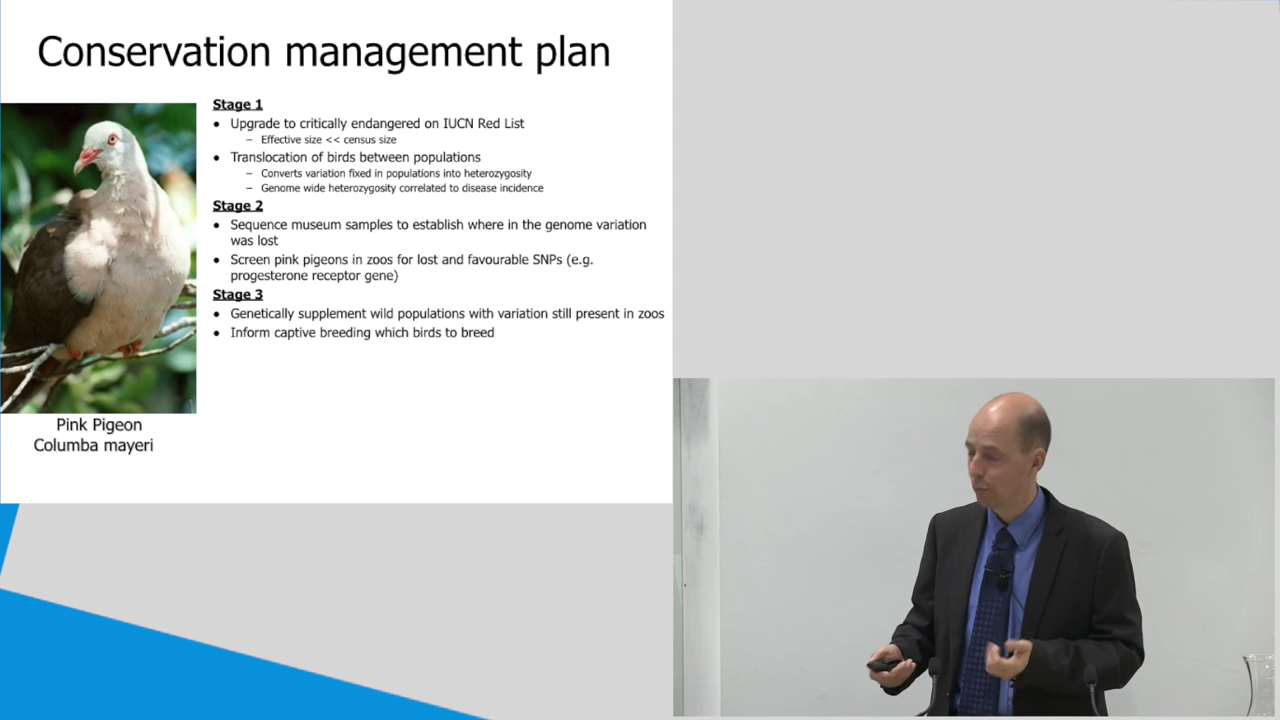 Conservation management plan
Stage 1
• Upgrade to critically endangered on IUCN Red List
– Effective size << census size
• Translocation of birds between populations
– Converts variation fixed in populations into heterozygosity
– Genome wide heterozygosity correlated to disease incidence
Stage 2
• Sequence museum samples to establish where in the genome variation
was lost
• Screen pink pigeons in zoos for lost and favourable SNPs (e.g.
progesterone receptor gene)
Stage 3
• Genetically supplement wild populations with variation still present in zoos
• Inform captive breeding which birds to breed
Pink Pigeon
Columba mayeri